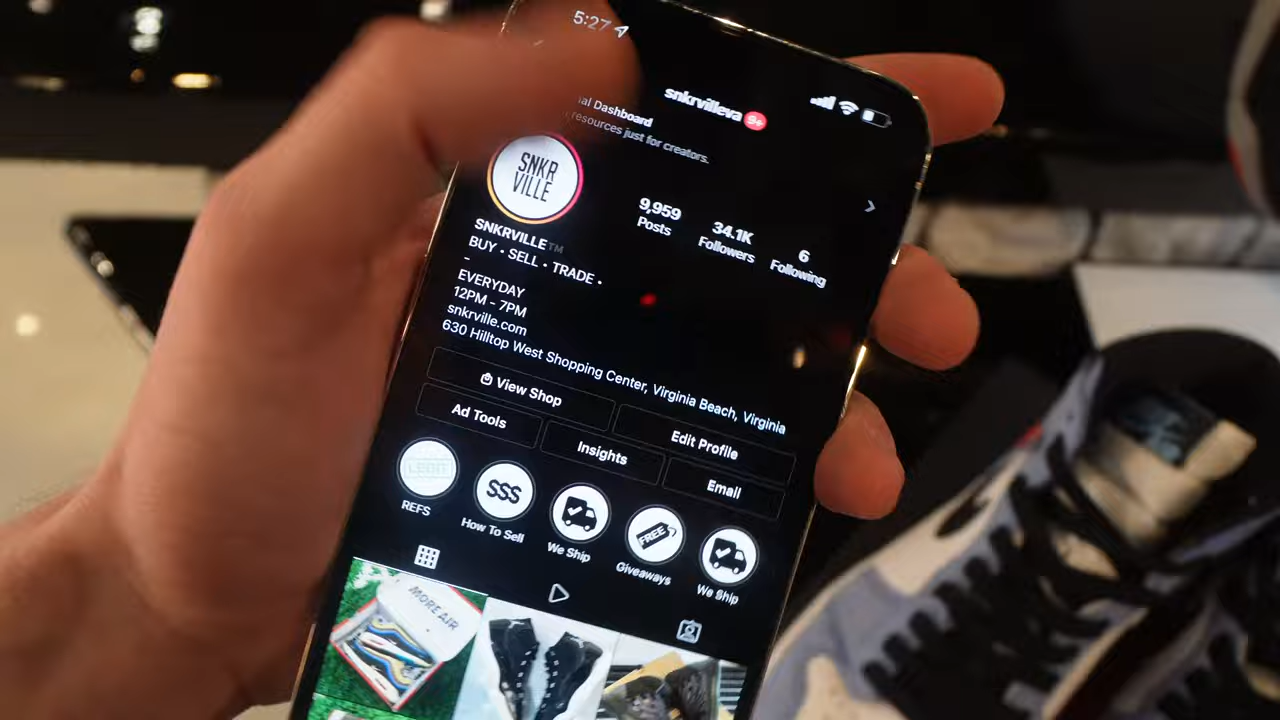 5:27
snkrvilleva 9+
al Dashboard
resources just for creators.
SNKR
VILLE
9,959
Posts
34.1K
Followers
6
Following
SNKRVILLE™
BUY • SELL • TRADE •
-
EVERYDAY
12PM - 7PM
snkrville.com
630 Hilltop West Shopping Center, Virginia Beach, Virginia
View Shop
Edit Profile
Ad Tools
Insights
Email
SSS
FREE
REFS
How To Sell
We Ship
Giveaways
We Ship
MORE AIR